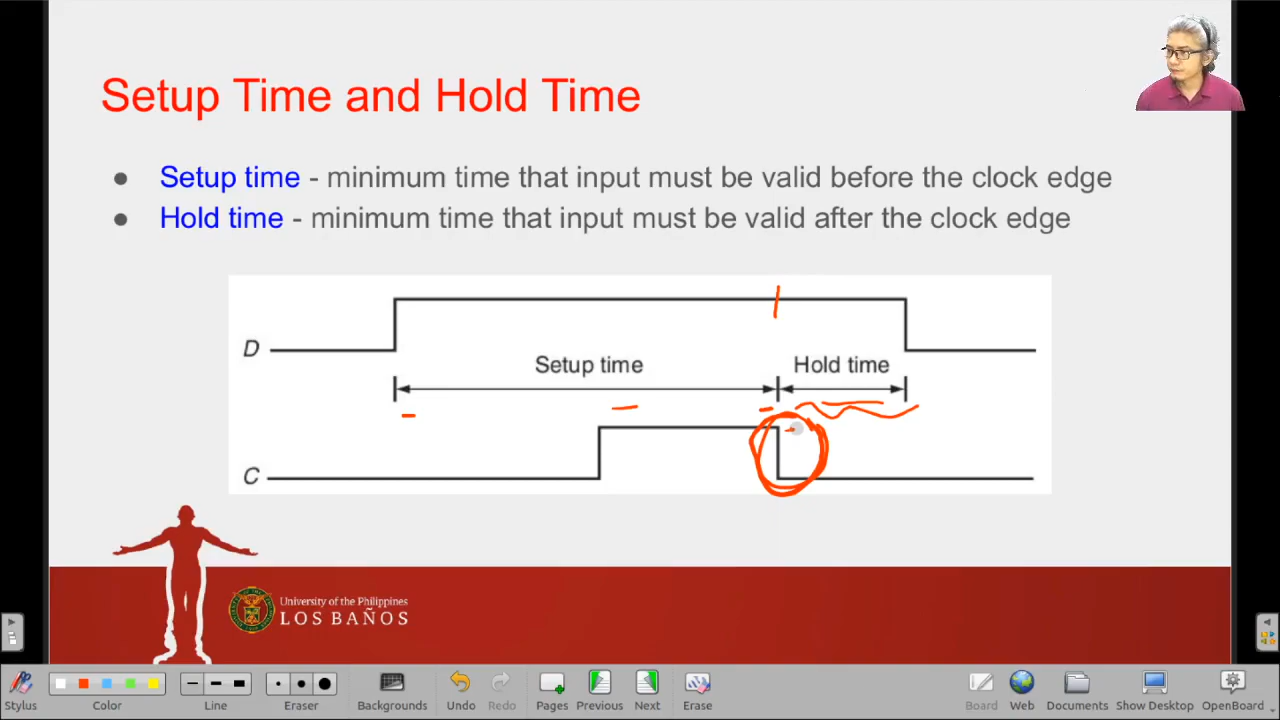 Setup Time and Hold Time
● Setup time - minimum time that input must be valid before the clock edge
● Hold time - minimum time that input must be valid after the clock edge
D
Setup time
Hold time
C
University of the Philippines
LOS BAÑOS
Stylus
Color
Line
Eraser
Backgrounds
Undo
Redo
Pages
Previous
Next
Erase
Board
Web
Documents
Show Desktop
OpenBoard